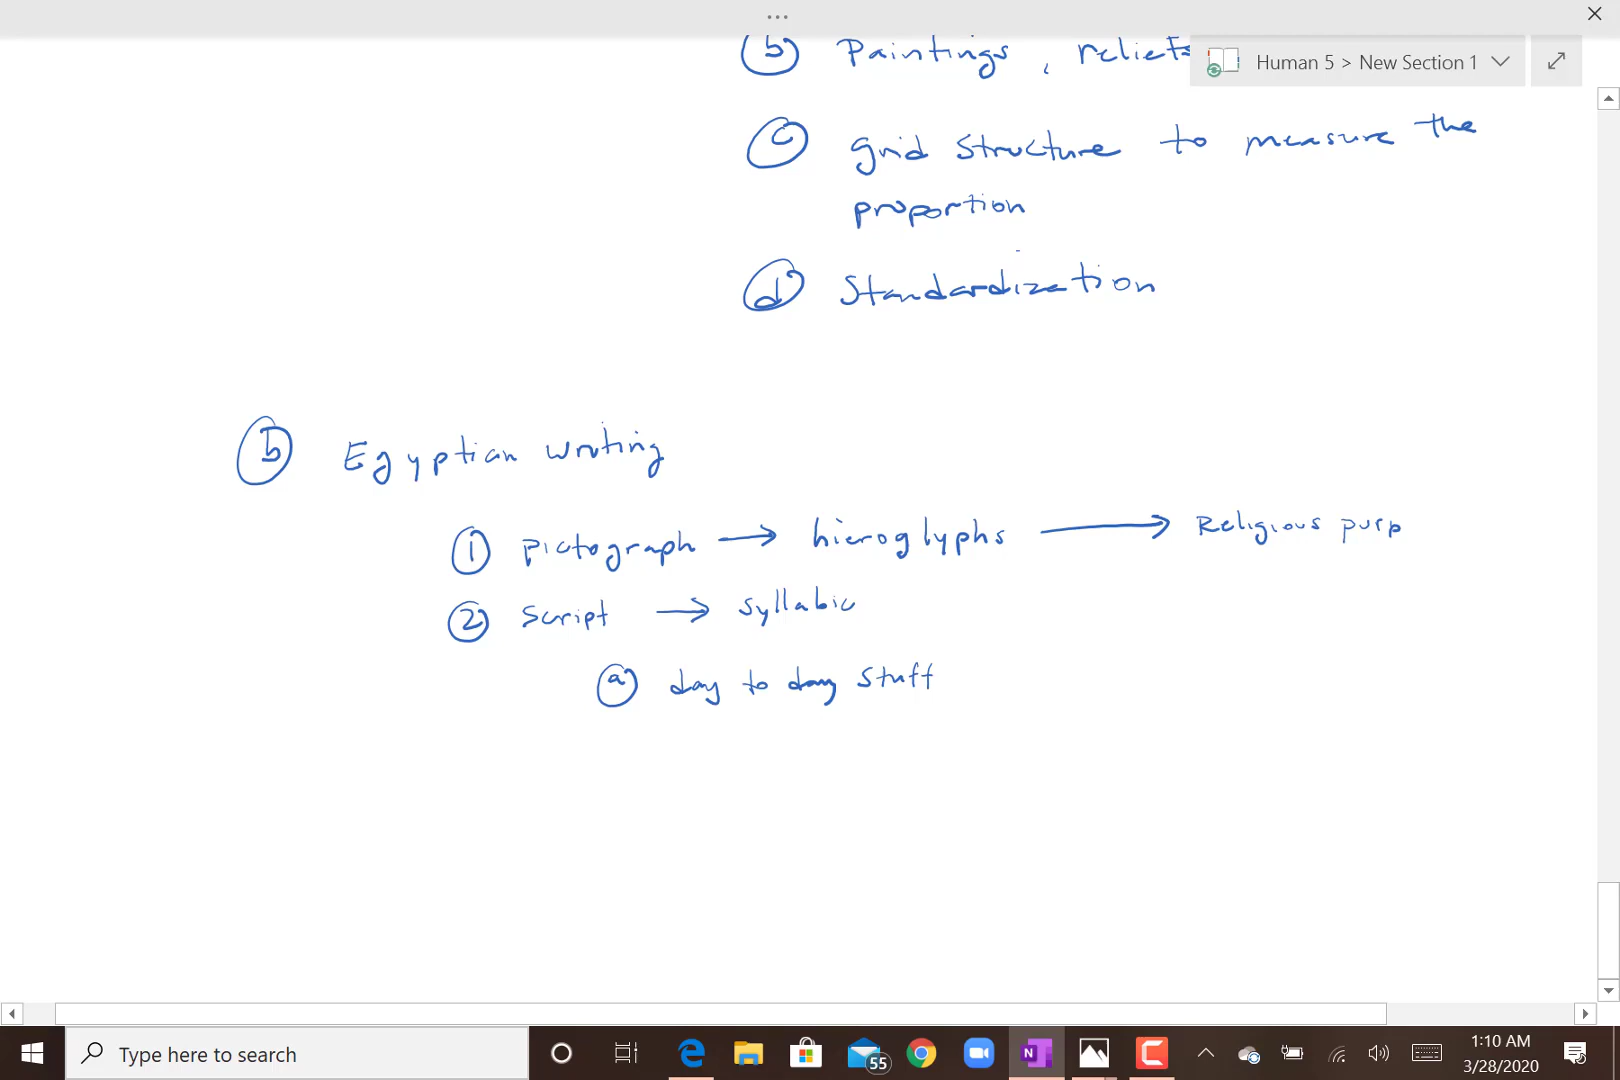 ⓑ Paintings, reliefs
Human 5 > New Section 1
ⓒ grid structure to measure the
proportion
ⓓ Standardization
ⓑ Egyptian writing
① pictograph → hieroglyphs → Religious purp
② Script → syllabic
ⓐ day to day stuff
Type here to search
55
1:10 AM
3/28/2020